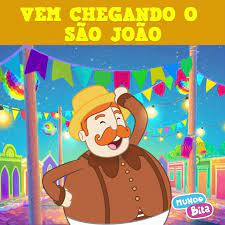 VEM CHEGANDO O
SÃO JOÃO
MUNDO
Bita